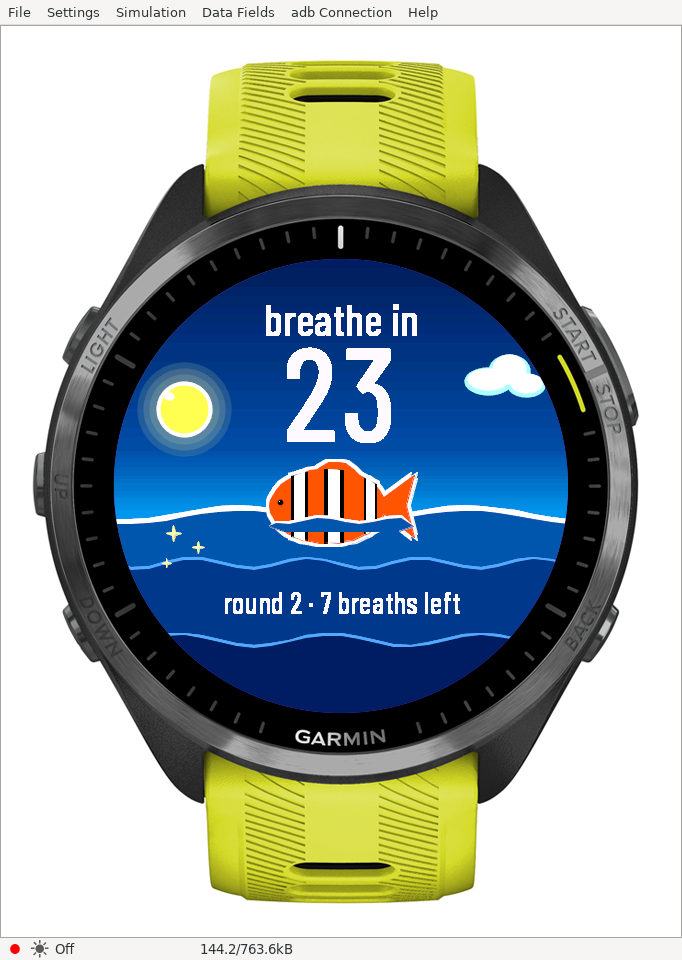 File Settings Simulation Data Fields adb Connection Help
breathe in
23
START
STOP
LIGHT
UP
DOWN
BACK
round 2 · 7 breaths left
GARMIN
Off 144.2/763.6kB